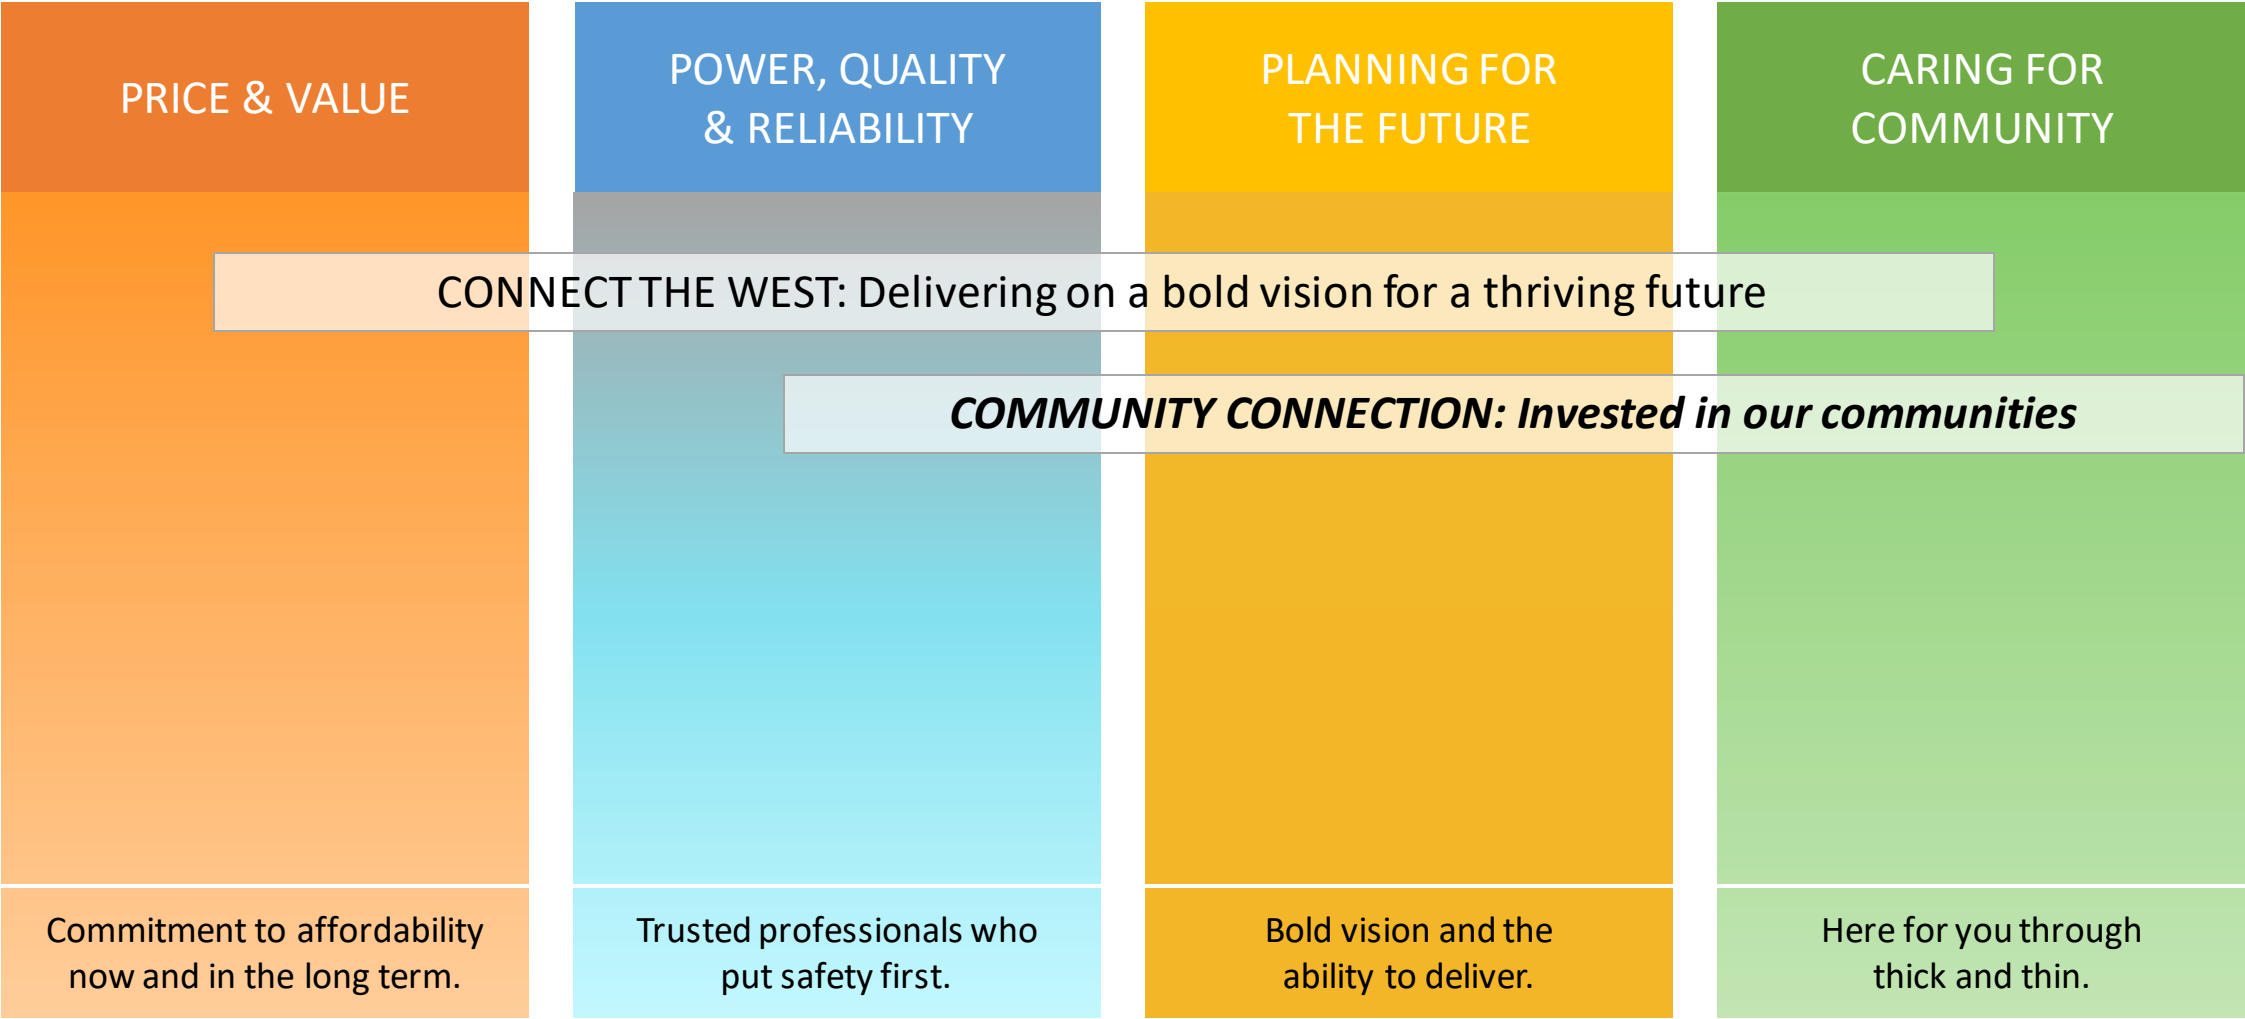 PRICE & VALUE
POWER, QUALITY
& RELIABILITY
PLANNING FOR
THE FUTURE
CARING FOR
COMMUNITY
CONNECT THE WEST: Delivering on a bold vision for a thriving future
COMMUNITY CONNECTION: Invested in our communities
Commitment to affordability
now and in the long term.
Trusted professionals who
put safety first.
Bold vision and the
ability to deliver.
Here for you through
thick and thin.